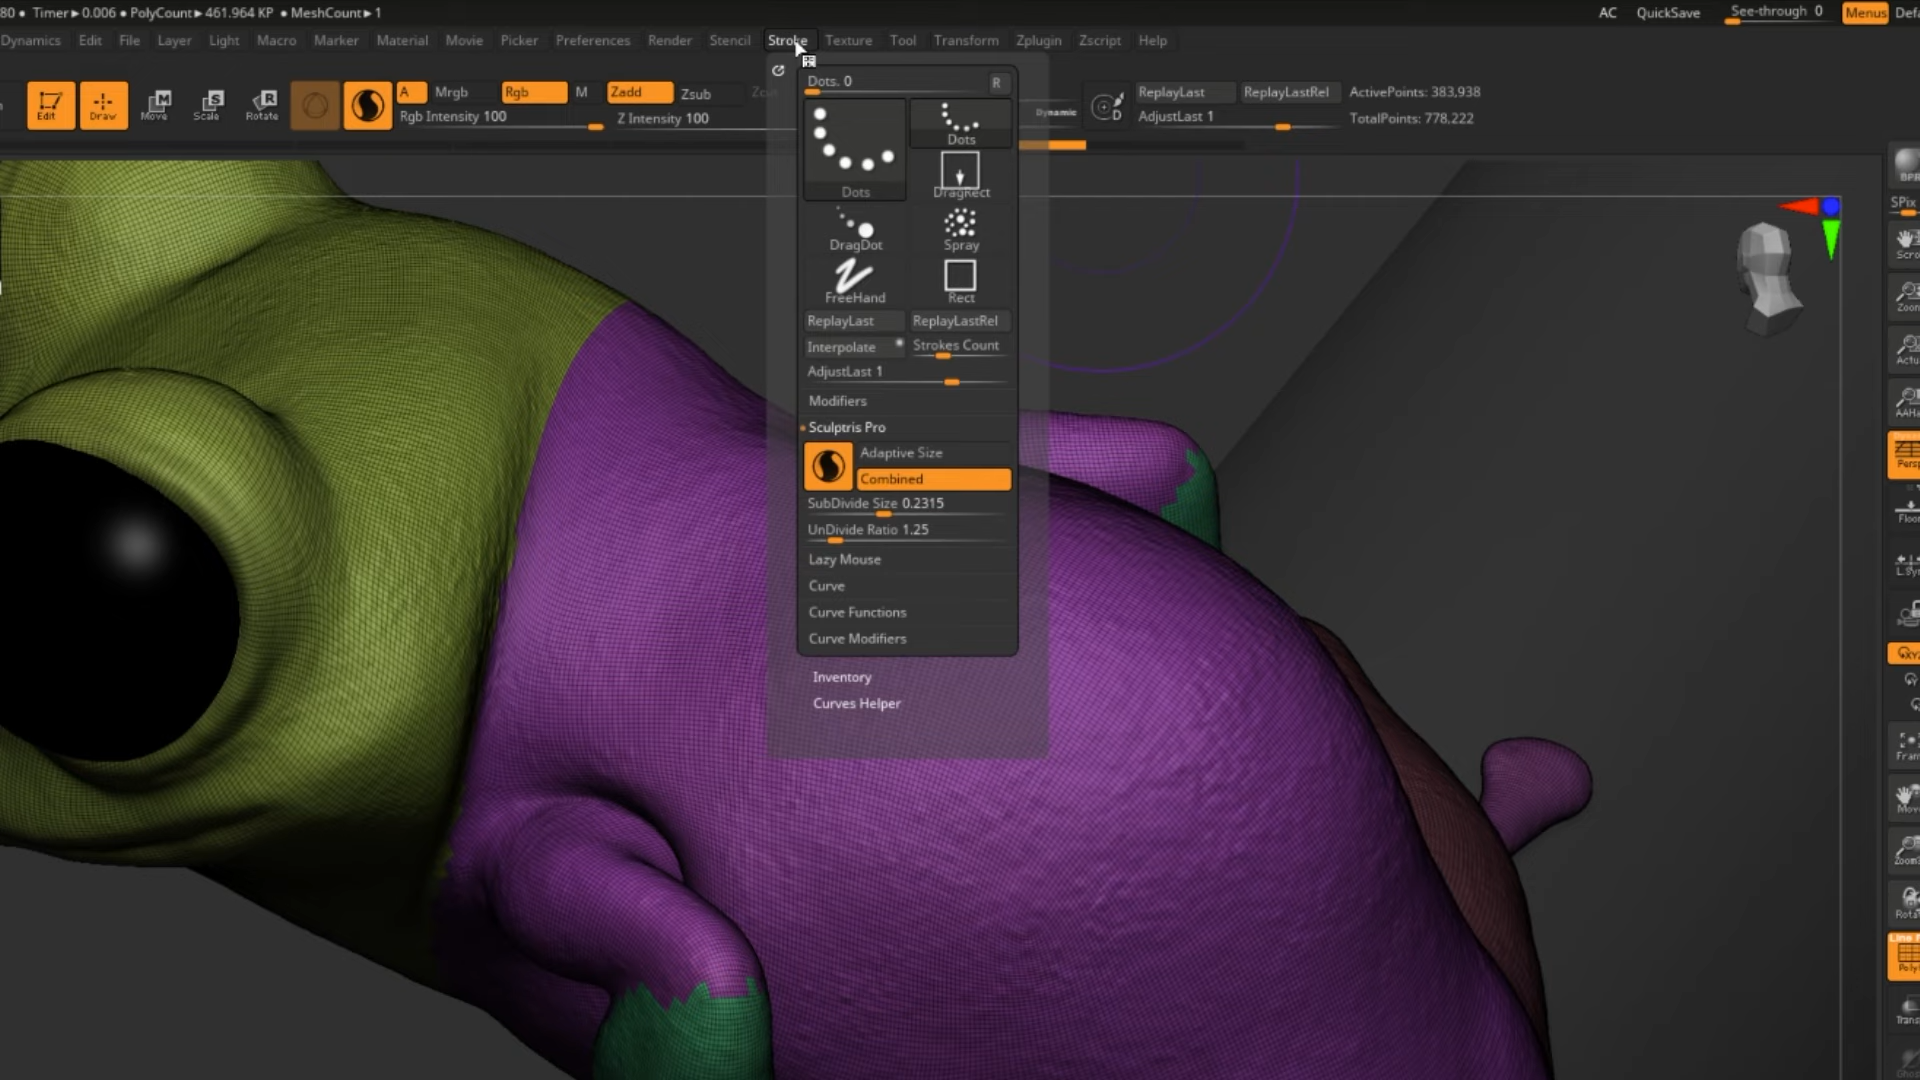 80 • Timer▸0.006 • PolyCount▸461.964 KP • MeshCount▸1
AC QuickSave See-through 0 Menus
Dynamics Edit File Layer Light Macro Marker Material Movie Picker Preferences Render Stencil Stroke Texture Tool Transform Zplugin Zscript Help
Edit Draw Move Scale Rotate
M S R
A Mrgb Rgb M Zadd Zsub
Rgb Intensity 100 Z Intensity 100
Dynamic D
ReplayLast ReplayLastRel ActivePoints: 383,938
AdjustLast 1 TotalPoints: 778,222
Dots. 0 R
Dots
Dots
DragRect
DragDot Spray
FreeHand Rect
ReplayLast ReplayLastRel
Interpolate Strokes Count
AdjustLast 1
Modifiers
Sculptris Pro
Adaptive Size
Combined
SubDivide Size 0.2315
UnDivide Ratio 1.25
Lazy Mouse
Curve
Curve Functions
Curve Modifiers
Inventory
Curves Helper
BPR
SPix